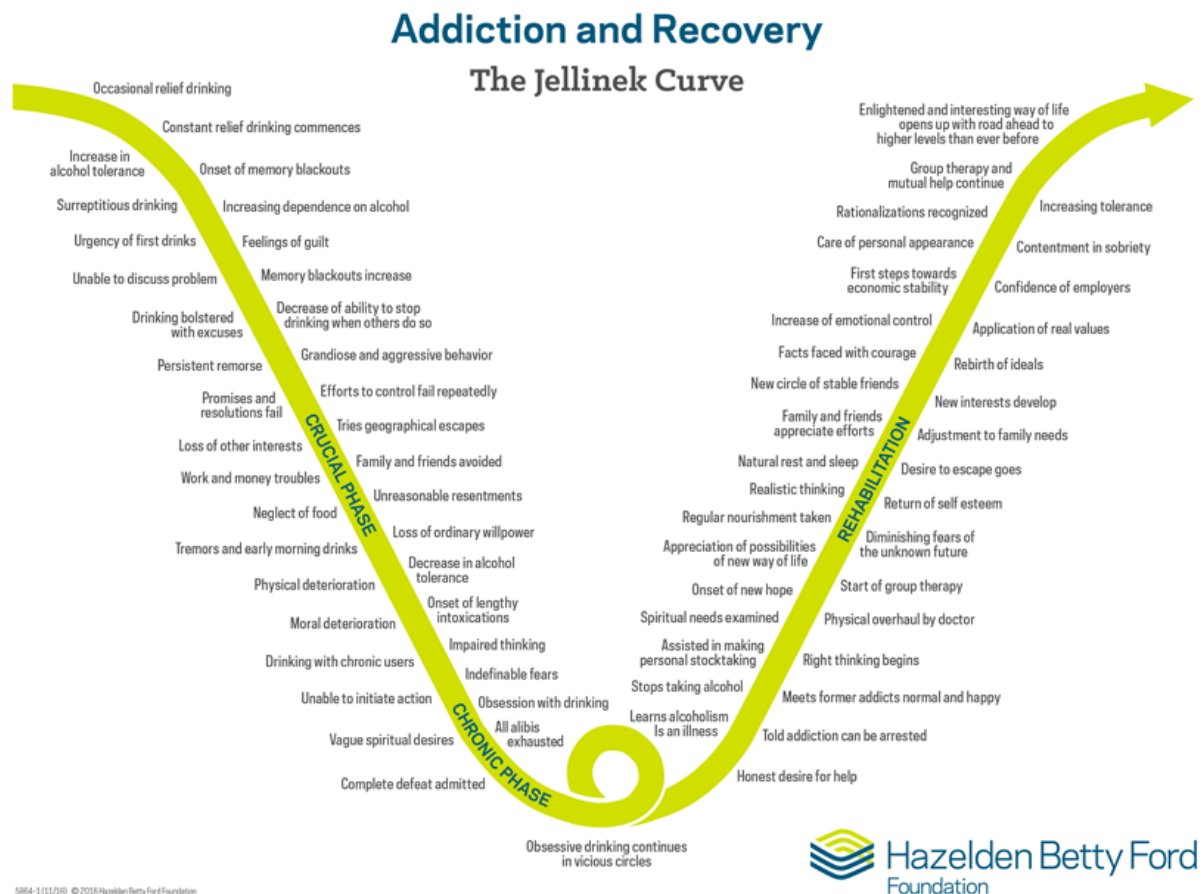 Addiction and Recovery
The Jellinek Curve
Occasional relief drinking
Constant relief drinking commences
Increase in
alcohol tolerance
Onset of memory blackouts
Surreptitious drinking
Increasing dependence on alcohol
Urgency of first drinks
Feelings of guilt
Unable to discuss problem
Memory blackouts increase
Drinking bolstered
with excuses
Decrease of ability to stop
drinking when others do so
Persistent remorse
Grandiose and aggressive behavior
Promises and
resolutions fail
Efforts to control fail repeatedly
Loss of other interests
Tries geographical escapes
Work and money troubles
Family and friends avoided
Neglect of food
Unreasonable resentments
Tremors and early morning drinks
Loss of ordinary willpower
Physical deterioration
Decrease in alcohol
tolerance
Moral deterioration
Onset of lengthy
intoxications
Drinking with chronic users
Impaired thinking
Unable to initiate action
Indefinable fears
Vague spiritual desires
Obsession with drinking
Complete defeat admitted
All alibis
exhausted
CRUCIAL PHASE
CHRONIC PHASE
Obsessive drinking continues
in vicious circles
REHABILITATION
Enlightened and interesting way of life
opens up with road ahead to
higher levels than ever before
Group therapy and
mutual help continue
Increasing tolerance
Rationalizations recognized
Contentment in sobriety
Care of personal appearance
Confidence of employers
First steps towards
economic stability
Application of real values
Increase of emotional control
Rebirth of ideals
Facts faced with courage
New interests develop
New circle of stable friends
Adjustment to family needs
Family and friends
appreciate efforts
Desire to escape goes
Natural rest and sleep
Return of self esteem
Realistic thinking
Diminishing fears of
the unknown future
Regular nourishment taken
Start of group therapy
Appreciation of possibilities
of new way of life
Physical overhaul by doctor
Onset of new hope
Right thinking begins
Spiritual needs examined
Meets former addicts normal and happy
Assisted in making
personal stocktaking
Told addiction can be arrested
Stops taking alcohol
Honest desire for help
Learns alcoholism
Is an illness
Hazelden Betty Ford
Foundation
5864-1 (11/16) © 2016 Hazelden Betty Ford Foundation